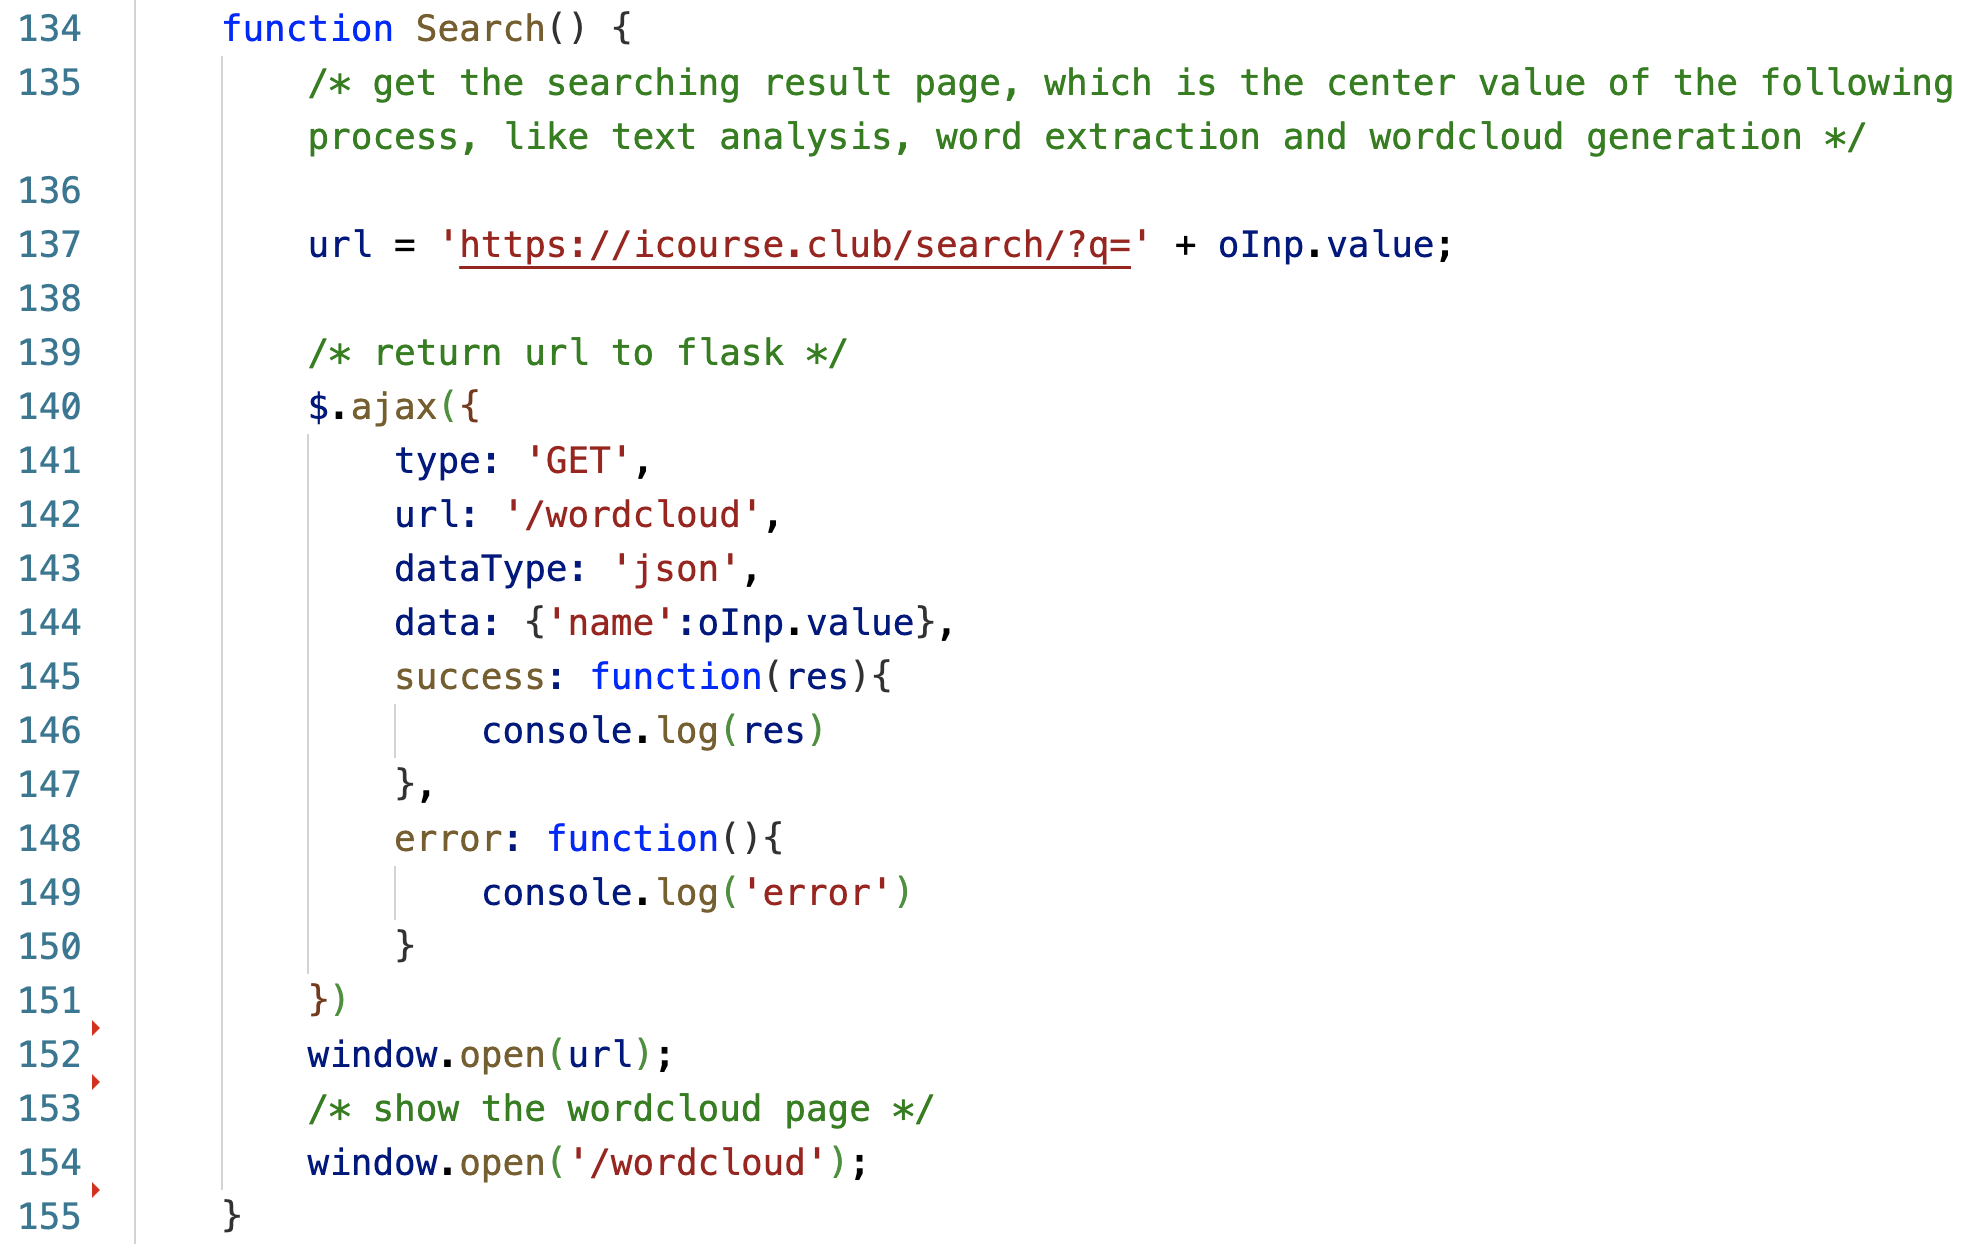 134 function Search() {
135 /* get the searching result page, which is the center value of the following
process, like text analysis, word extraction and wordcloud generation */
136
137 url = 'https://icourse.club/search/?q=' + oInp.value;
138
139 /* return url to flask */
140 $.ajax({
141 type: 'GET',
142 url: '/wordcloud',
143 dataType: 'json',
144 data: {'name':oInp.value},
145 success: function(res){
146 console.log(res)
147 },
148 error: function(){
149 console.log('error')
150 }
151 })
152 window.open(url);
153 /* show the wordcloud page */
154 window.open('/wordcloud');
155 }